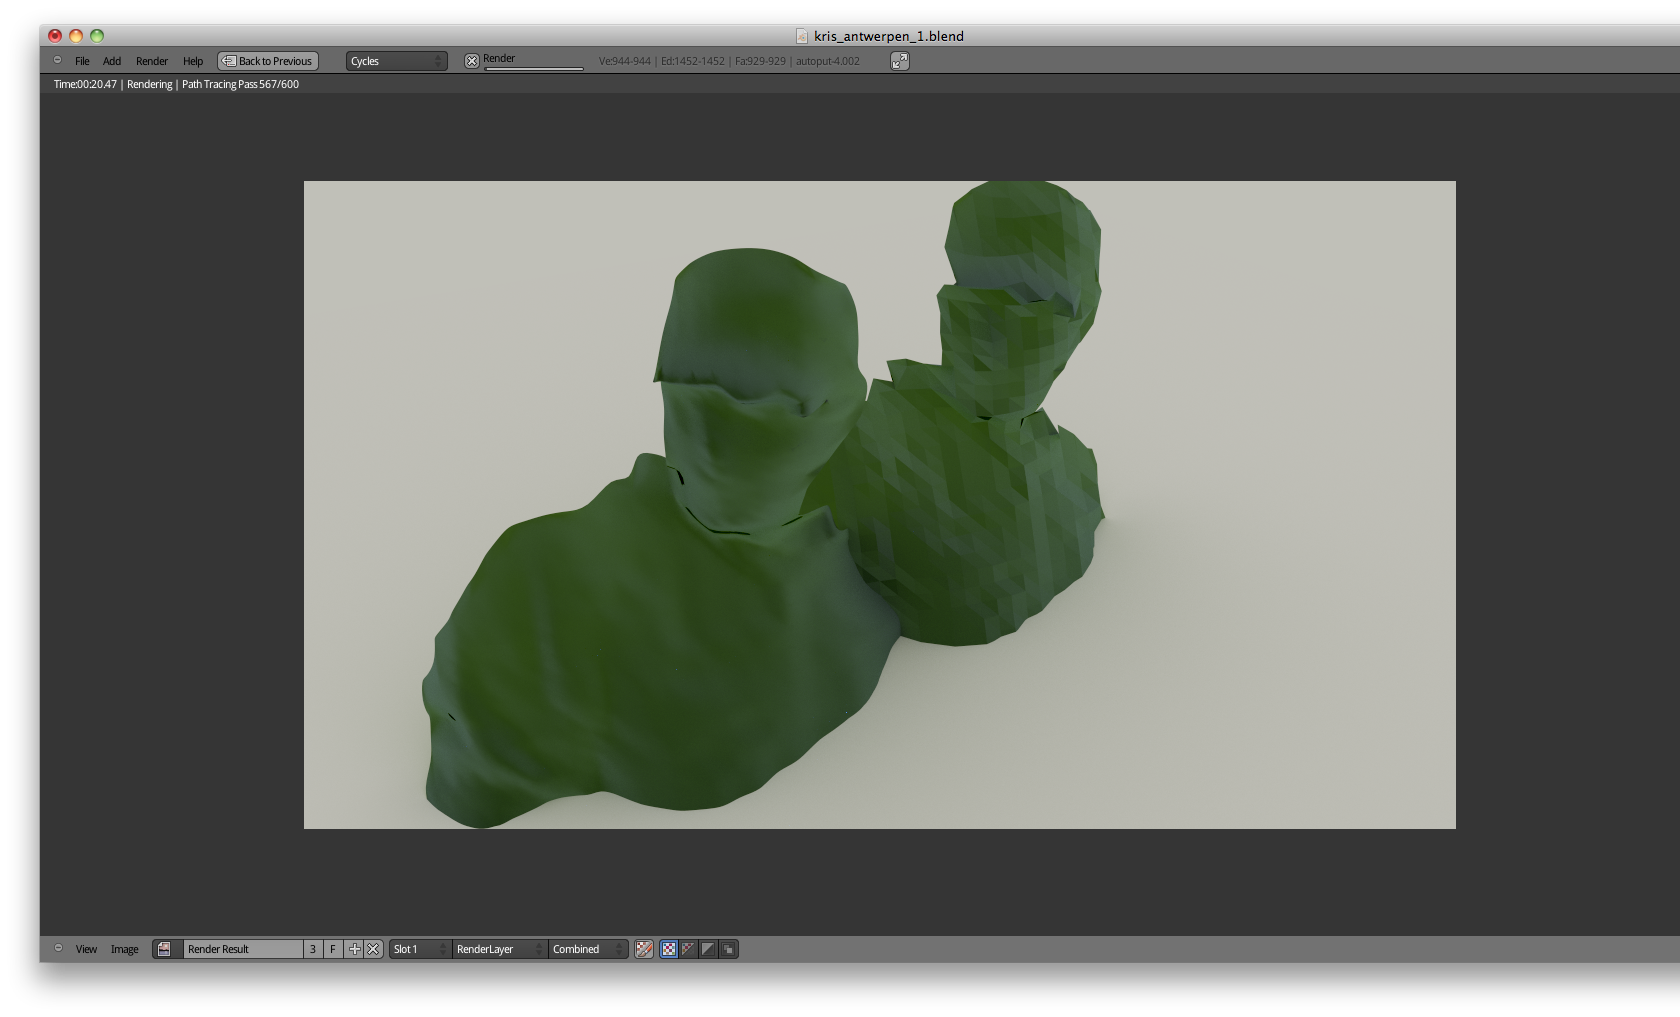 kris_antwerpen_1.blend
File Add Render Help Back to Previous Cycles Render Ve:944-944 | Ed:1452-1452 | Fa:929-929 | autoput-4.002
Time:00:20.47 | Rendering | Path Tracing Pass 567/600
View Image Render Result 3 F Slot 1 RenderLayer Combined